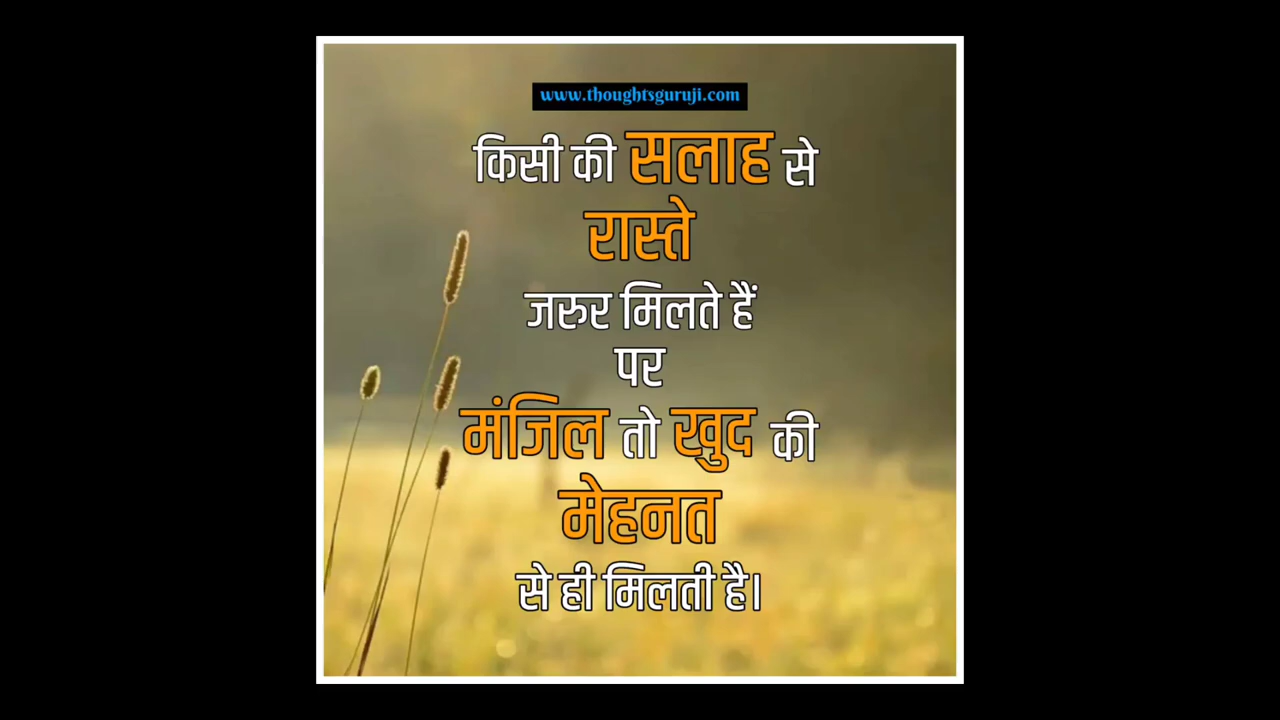 www.thoughtsguruji.com
किसी की सलाह से
रास्ते
जरुर मिलते हैं
पर
मंजिल तो खुद की
मेहनत
से ही मिलती है।